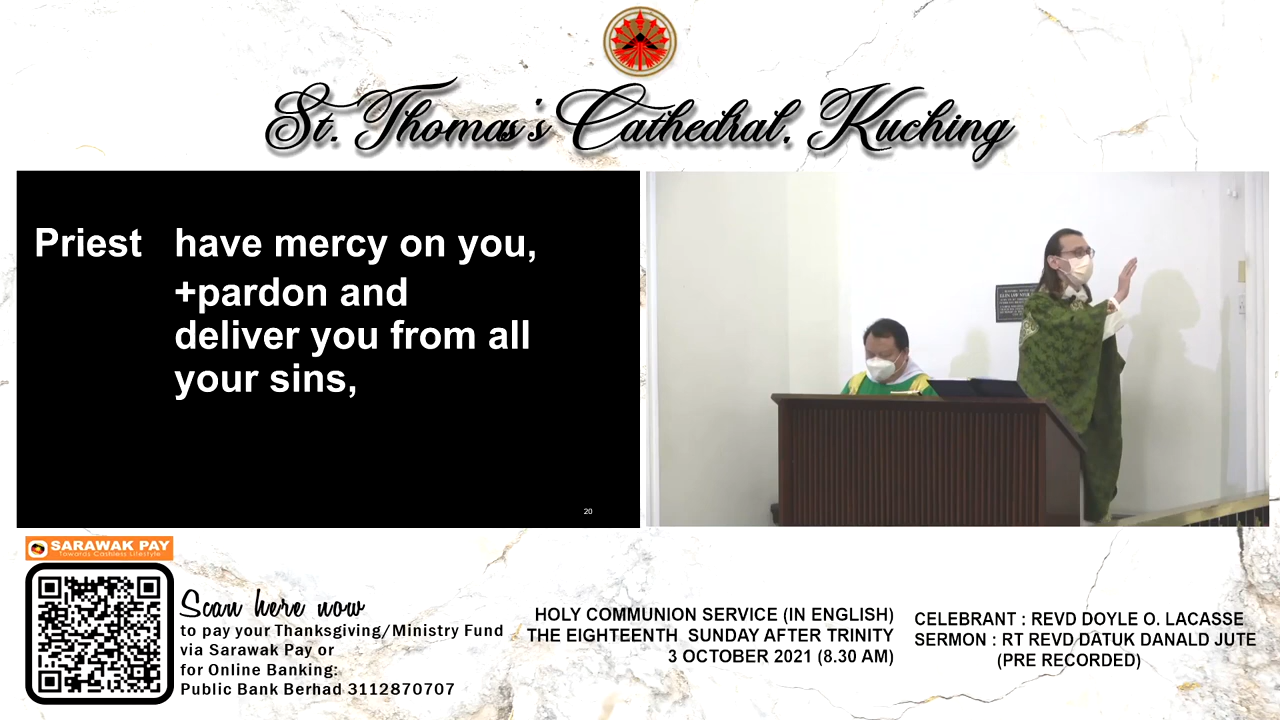 St. Thomas's Cathedral, Kuching
Priest have mercy on you,
+pardon and
deliver you from all
your sins,
20
SARAWAK PAY
Towards Cashless Lifestyle
Scan here now
to pay your Thanksgiving/Ministry Fund
via Sarawak Pay or
for Online Banking:
Public Bank Berhad 3112870707
HOLY COMMUNION SERVICE (IN ENGLISH)
THE EIGHTEENTH SUNDAY AFTER TRINITY
3 OCTOBER 2021 (8.30 AM)
CELEBRANT : REVD DOYLE O. LACASSE
SERMON : RT REVD DATUK DANALD JUTE
(PRE RECORDED)